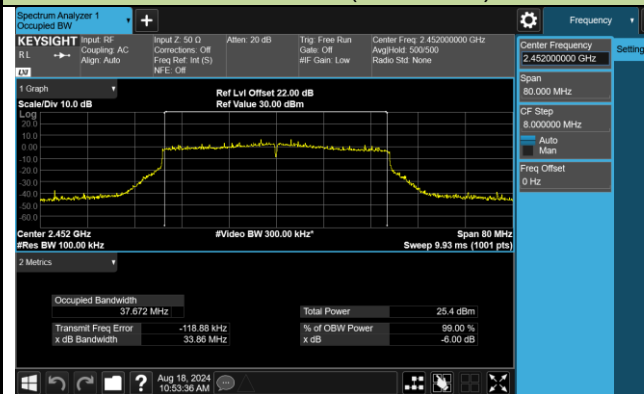 Spectrum Analyzer 1
Occupied BW
+
Frequency
KEYSIGHT
R L
Input: RF
Coupling: AC
Align: Auto
Input Z: 50 Ω
Corrections: Off
Freq Ref: Int (S)
NFE: Off
Atten: 20 dB
Trig: Free Run
Gate: Off
#IF Gain: Low
Center Freq: 2.452000000 GHz
Avg|Hold: 500/500
Radio Std: None
LXI
Center Frequency
2.452000000 GHz
Settings
Span
80.000 MHz
CF Step
8.000000 MHz
Auto
Man
Freq Offset
0 Hz
1 Graph
Scale/Div 10.0 dB
Ref Lvl Offset 22.00 dB
Ref Value 30.00 dBm
Log
20.0
10.0
0.00
-10.0
-20.0
-30.0
-40.0
-50.0
-60.0
Center 2.452 GHz
#Res BW 100.00 kHz
#Video BW 300.00 kHz*
Span 80 MHz
Sweep 9.93 ms (1001 pts)
2 Metrics
Occupied Bandwidth
37.672 MHz
Total Power 25.4 dBm
Transmit Freq Error -118.88 kHz
% of OBW Power 99.00 %
x dB Bandwidth 33.86 MHz
x dB -6.00 dB
?
Aug 18, 2024
10:53:36 AM